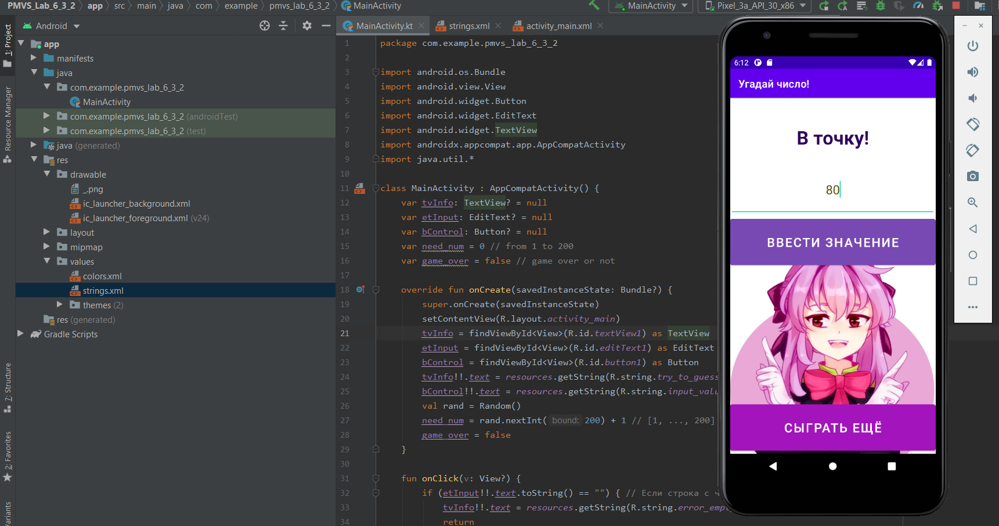 PMVS_Lab_6_3_2 app src main java com example pmvs_lab_6_3_2 MainActivity
MainActivity
Pixel_3a_API_30_x86
1: Project
Resource Manager
7: Structure
2: Favorites
Variants
Android
app
manifests
java
com.example.pmvs_lab_6_3_2
MainActivity
com.example.pmvs_lab_6_3_2 (androidTest)
com.example.pmvs_lab_6_3_2 (test)
java (generated)
res
drawable
_.png
ic_launcher_background.xml
ic_launcher_foreground.xml (v24)
layout
mipmap
values
colors.xml
strings.xml
themes (2)
res (generated)
Gradle Scripts
MainActivity.kt strings.xml activity_main.xml
1 package com.example.pmvs_lab_6_3_2
2
3 import android.os.Bundle
4 import android.view.View
5 import android.widget.Button
6 import android.widget.EditText
7 import android.widget.TextView
8 import androidx.appcompat.app.AppCompatActivity
9 import java.util.*
10
11 class MainActivity : AppCompatActivity() {
12 var tvInfo: TextView? = null
13 var etInput: EditText? = null
14 var bControl: Button? = null
15 var need_num = 0 // from 1 to 200
16 var game_over = false // game over or not
17
18 override fun onCreate(savedInstanceState: Bundle?) {
19 super.onCreate(savedInstanceState)
20 setContentView(R.layout.activity_main)
21 tvInfo = findViewById<View>(R.id.textView1) as TextView
22 etInput = findViewById<View>(R.id.editText1) as EditText
23 bControl = findViewById<View>(R.id.button1) as Button
24 tvInfo!!.text = resources.getString(R.string.try_to_guess
25 bControl!!.text = resources.getString(R.string.input_valu
26 val rand = Random()
27 need_num = rand.nextInt( bound: 200) + 1 // [1, ..., 200]
28 game_over = false
29 }
30
31 fun onClick(v: View?) {
32 if (etInput!!.text.toString() == "") { // Если строка с ч
33 tvInfo!!.text = resources.getString(R.string.error_empt
34 return
6:12
Угадай число!
В точку!
80
ВВЕСТИ ЗНАЧЕНИЕ
СЫГРАТЬ ЕЩЁ